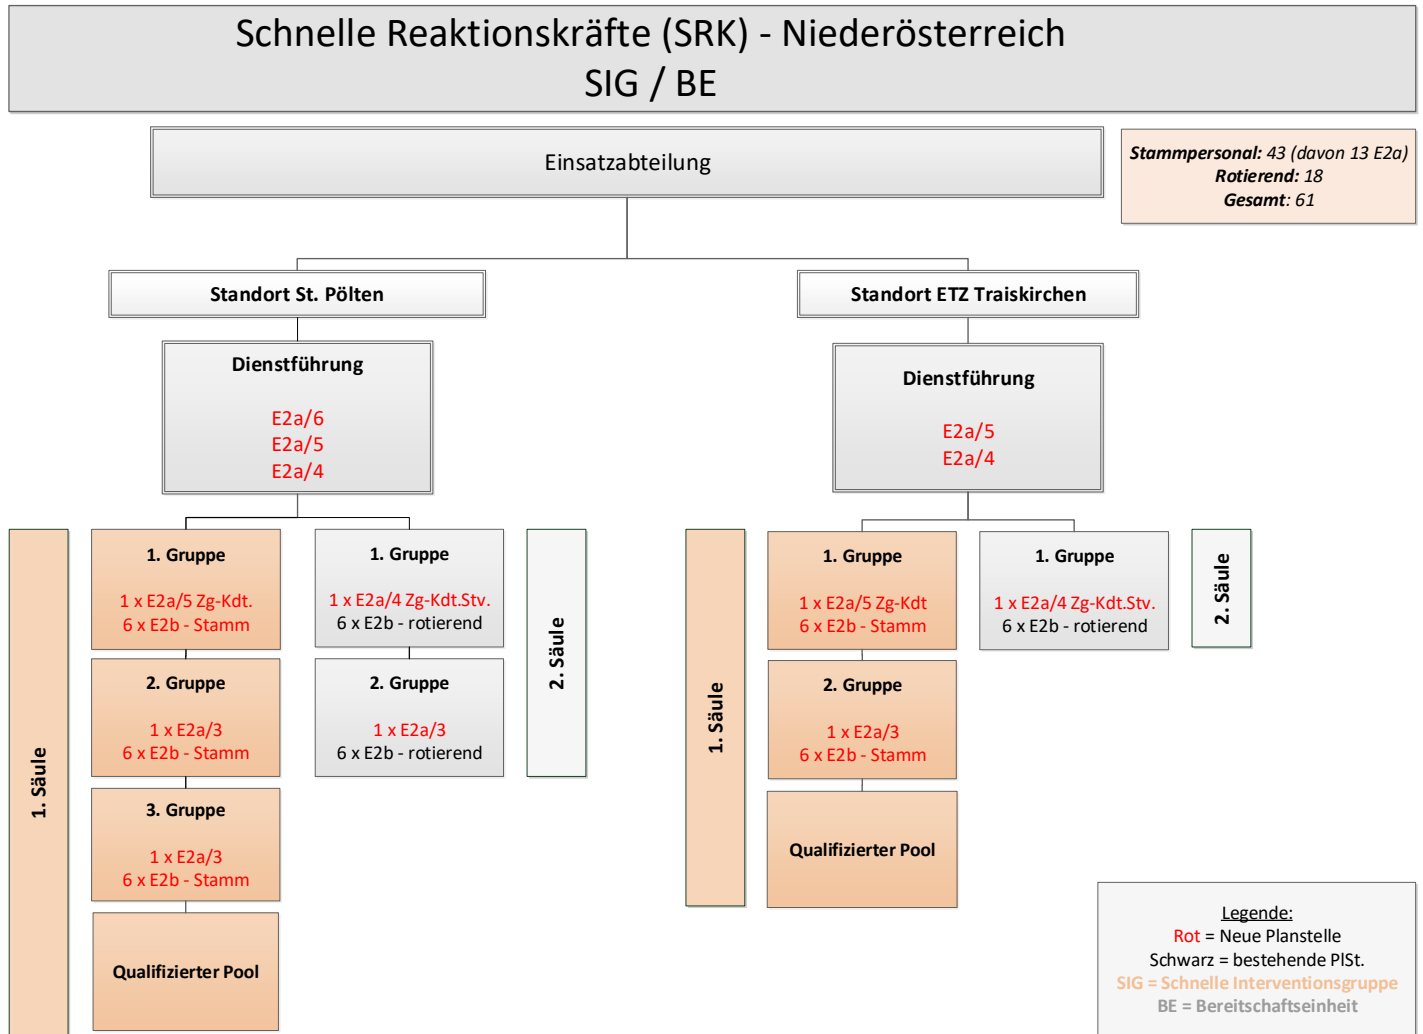 Schnelle Reaktionskräfte (SRK) - Niederösterreich
SIG / BE
Einsatzabteilung
Stammpersonal: 43 (davon 13 E2a)
Rotierend: 18
Gesamt: 61
Standort St. Pölten
Dienstführung
E2a/6
E2a/5
E2a/4
1. Säule
1. Gruppe
1 x E2a/5 Zg-Kdt.
6 x E2b - Stamm
2. Gruppe
1 x E2a/3
6 x E2b - Stamm
3. Gruppe
1 x E2a/3
6 x E2b - Stamm
Qualifizierter Pool
1. Gruppe
1 x E2a/4 Zg-Kdt.Stv.
6 x E2b - rotierend
2. Gruppe
1 x E2a/3
6 x E2b - rotierend
2. Säule
Standort ETZ Traiskirchen
Dienstführung
E2a/5
E2a/4
1. Säule
1. Gruppe
1 x E2a/5 Zg-Kdt
6 x E2b - Stamm
2. Gruppe
1 x E2a/3
6 x E2b - Stamm
Qualifizierter Pool
1. Gruppe
1 x E2a/4 Zg-Kdt.Stv.
6 x E2b - rotierend
2. Säule
Legende:
Rot = Neue Planstelle
Schwarz = bestehende PlSt.
SIG = Schnelle Interventionsgruppe
BE = Bereitschaftseinheit